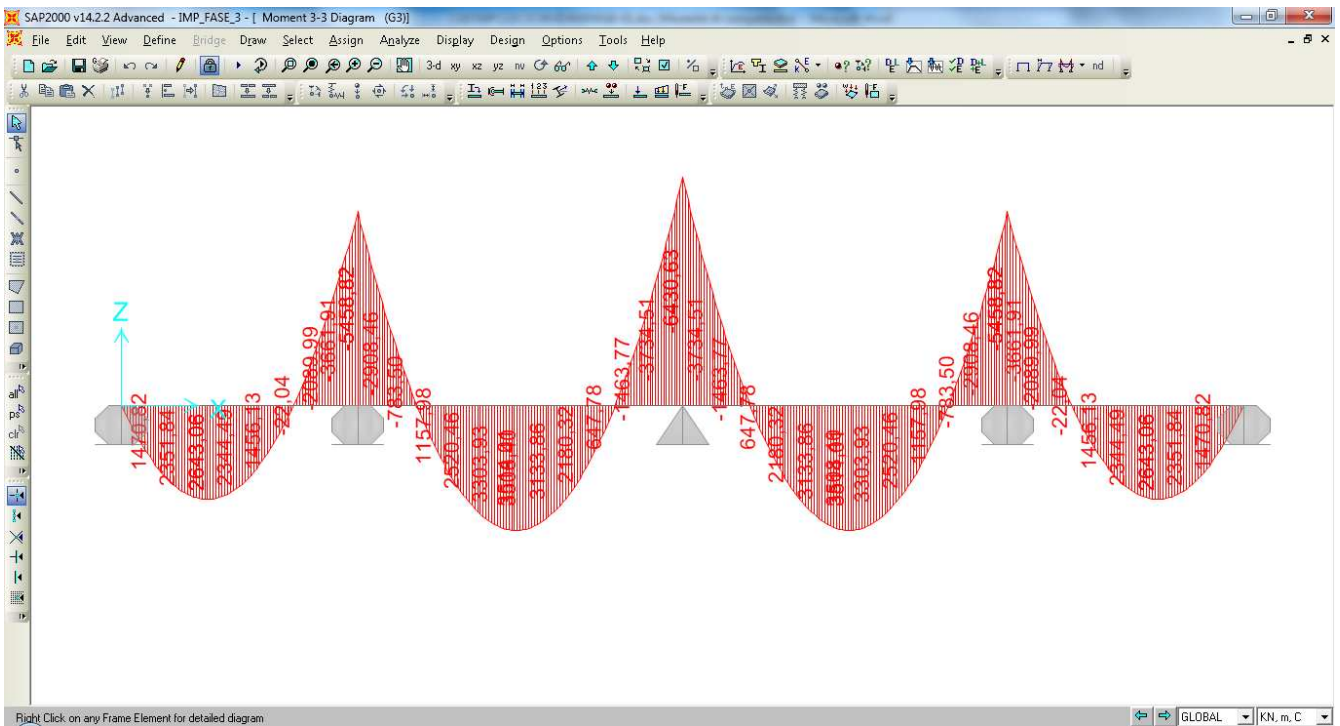 SAP2000 v14.2.2 Advanced - IMP_FASE_3 - [ Moment 3-3 Diagram (G3)]
File Edit View Define Bridge Draw Select Assign Analyze Display Design Options Tools Help
3-d xy xz yz nv nd
all
ps
clr
Z
X
1470,82 2351,84 2643,06 2344,49 1456,13 -22,04 -2089,99 -3661,91 -5458,82 -2908,46 -783,50 1157,98 2520,46 3303,93 3133,86 2180,32 647,78 -1463,77 -3734,51 -6430,63 -3734,51 -1463,77 647,78 2180,32 3133,86 3303,93 2520,46 1157,98 -783,50 -2908,46 -5458,82 -3661,91 -2089,99 -22,04 1456,13 2344,49 2643,06 2351,84 1470,82
Right Click on any Frame Element for detailed diagram
GLOBAL
KN, m, C